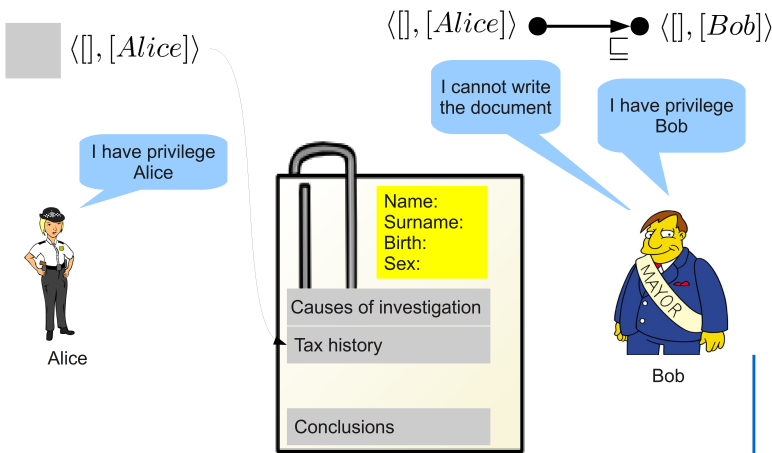 ⟨[], [Alice]⟩
⟨[], [Alice]⟩
⊑
⟨[], [Bob]⟩
I cannot write
the document
I have privilege
Bob
I have privilege
Alice
Name:
Surname:
Birth:
Sex:
MAYOR
Causes of investigation
Tax history
Alice
Bob
Conclusions